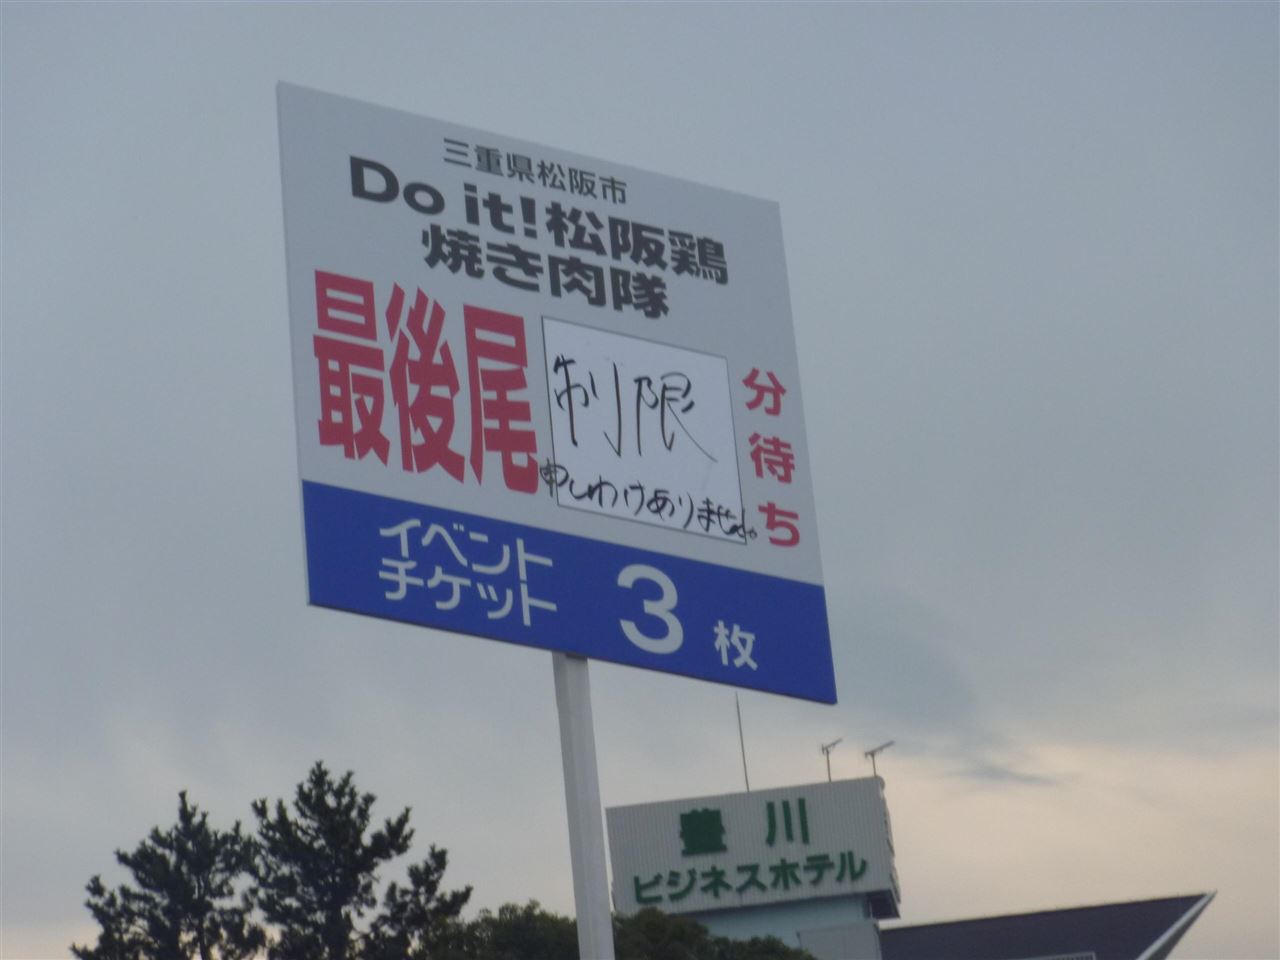 三重県松阪市
Do it!松阪鶏
焼き肉隊
最後尾
制限
申しわけありません。
分待ち
イベント
チケット
3枚
豊川
ビジネスホテル